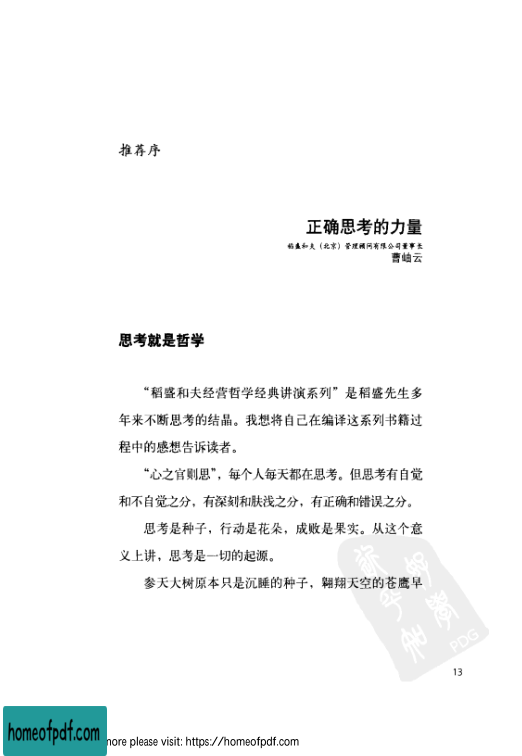 推荐序
正确思考的力量
稻盛和夫（北京）管理顾问有限公司董事长
曹岫云
思考就是哲学
“稻盛和夫经营哲学经典讲演系列”是稻盛先生多
年来不断思考的结晶。我想将自己在编译这系列书籍过
程中的感想告诉读者。
“心之官则思”，每个人每天都在思考。但思考有自觉
和不自觉之分，有深刻和肤浅之分，有正确和错误之分。
思考是种子，行动是花朵，成败是果实。从这个意
义上讲，思考是一切的起源。
参天大树原本只是沉睡的种子，翱翔天空的苍鹰早
PDG
13
homeofpdf.com
more please visit: https://homeofpdf.com